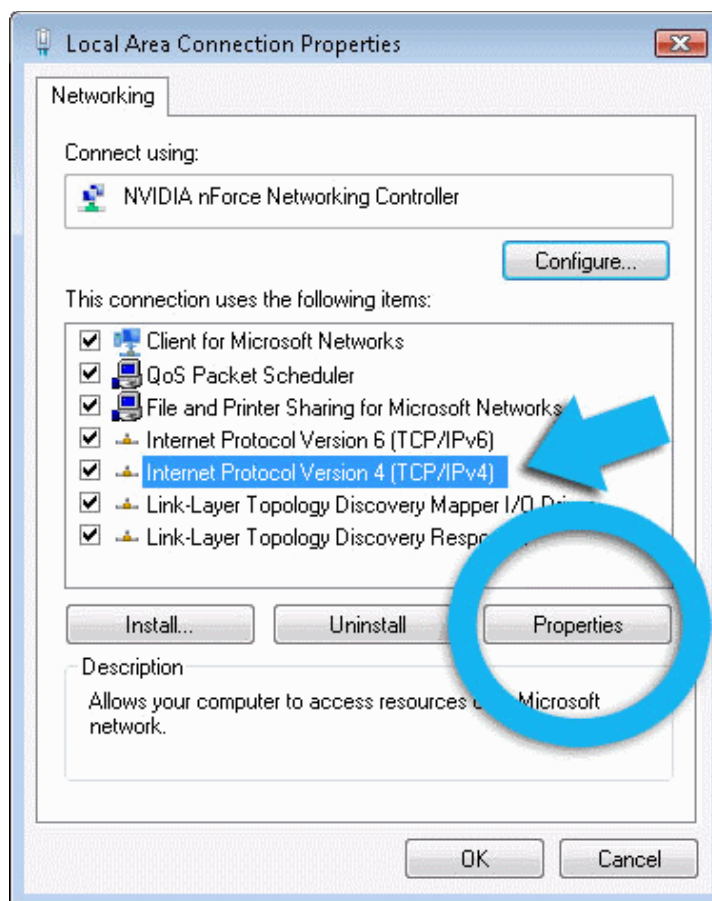 Local Area Connection Properties
Networking
Connect using:
NVIDIA nForce Networking Controller
Configure...
This connection uses the following items:
Client for Microsoft Networks
QoS Packet Scheduler
File and Printer Sharing for Microsoft Networks
Internet Protocol Version 6 (TCP/IPv6)
Internet Protocol Version 4 (TCP/IPv4)
Link-Layer Topology Discovery Mapper I/O
Link-Layer Topology Discovery
Install...
Uninstall
Properties
Description
Allows your computer to access resources Microsoft
network.
OK
Cancel